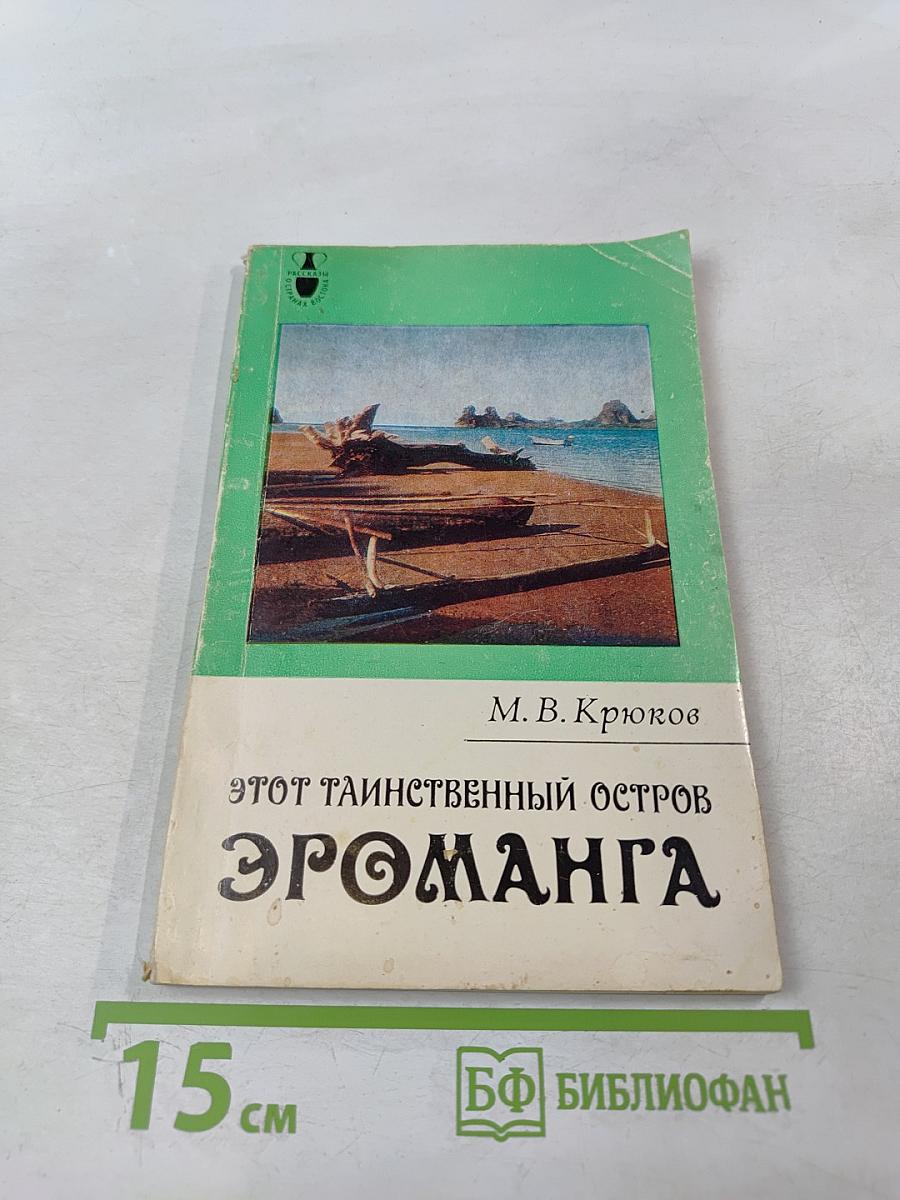 РАССКАЗЫ
О СТРАНАХ ВОСТОКА
М. В. Крюков
ЭТОТ ТАИНСТВЕННЫЙ ОСТРОВ
ЭРОМАНГА
15 см
БФ БИБЛИОФАН